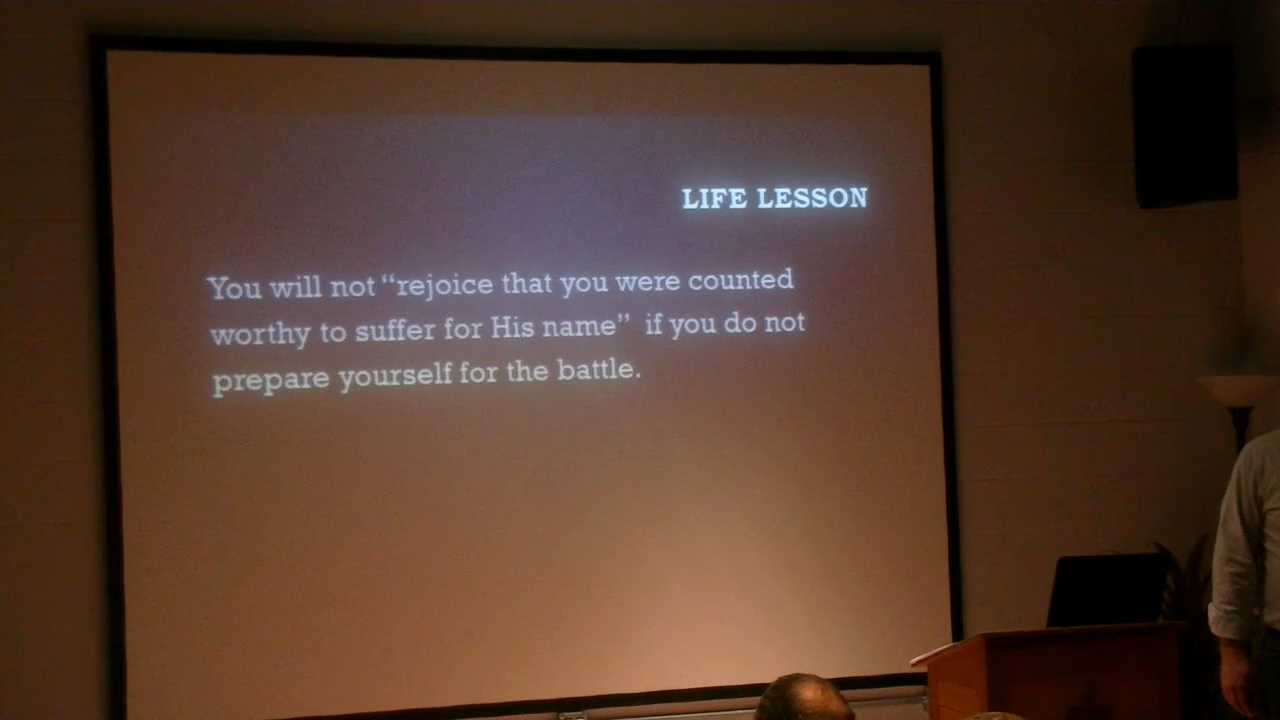 LIFE LESSON
You will not “rejoice that you were counted
worthy to suffer for His name” if you do not
prepare yourself for the battle.